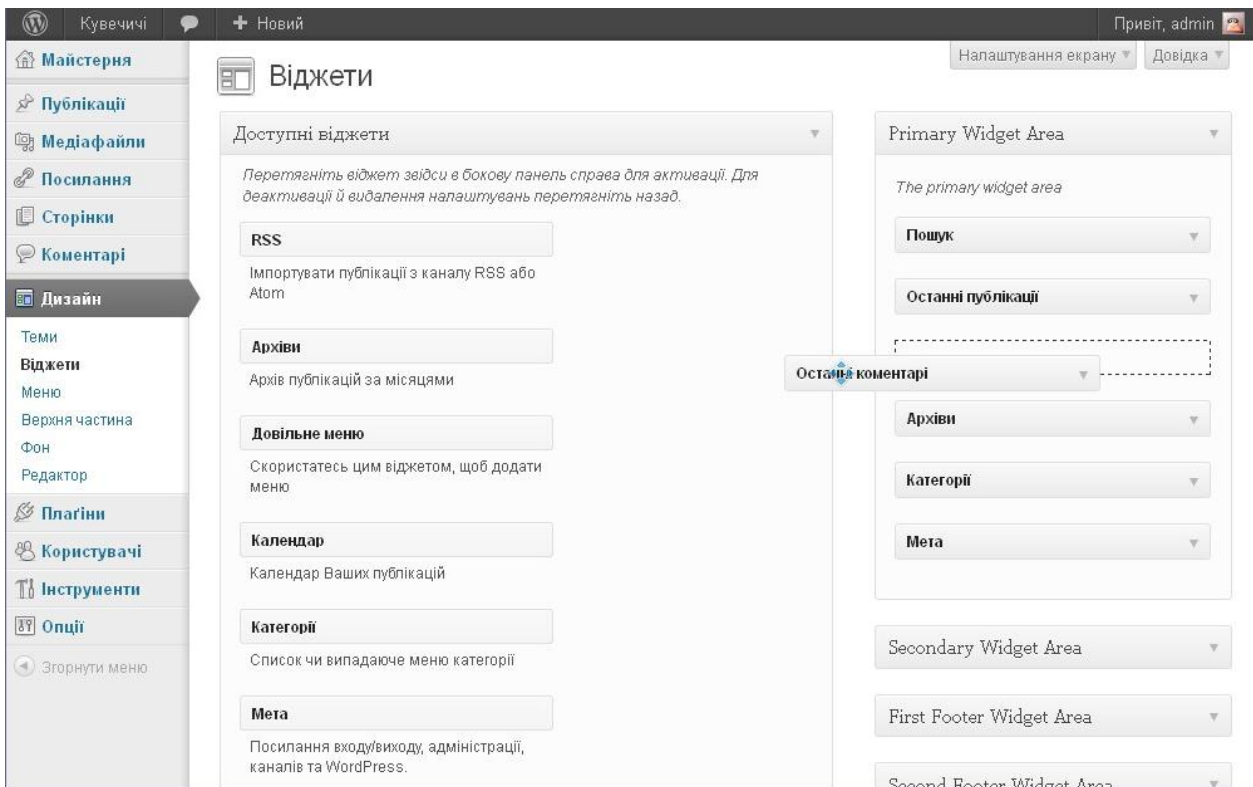 Кувечичі
Новий
Привіт, admin
Майстерня
Публікації
Медіафайли
Посилання
Сторінки
Коментарі
Дизайн
Теми
Віджети
Меню
Верхня частина
Фон
Редактор
Плаґіни
Користувачі
Інструменти
Опції
Згорнути меню
Налаштування екрану
Довідка
Віджети
Доступні віджети
Перетягніть віджет звідси в бокову панель справа для активації. Для
деактивації й видалення налаштувань перетягніть назад.
RSS
Імпортувати публікації з каналу RSS або
Atom
Архіви
Архів публікацій за місяцями
Довільне меню
Скористатесь цим віджетом, щоб додати
меню
Календар
Календар Ваших публікацій
Категорії
Список чи випадаюче меню категорії
Мета
Посилання входу/виходу, адміністрації,
каналів та WordPress.
Primary Widget Area
The primary widget area
Пошук
Останні публікації
Останні коментарі
Архіви
Категорії
Мета
Secondary Widget Area
First Footer Widget Area
Second Footer Widget Area